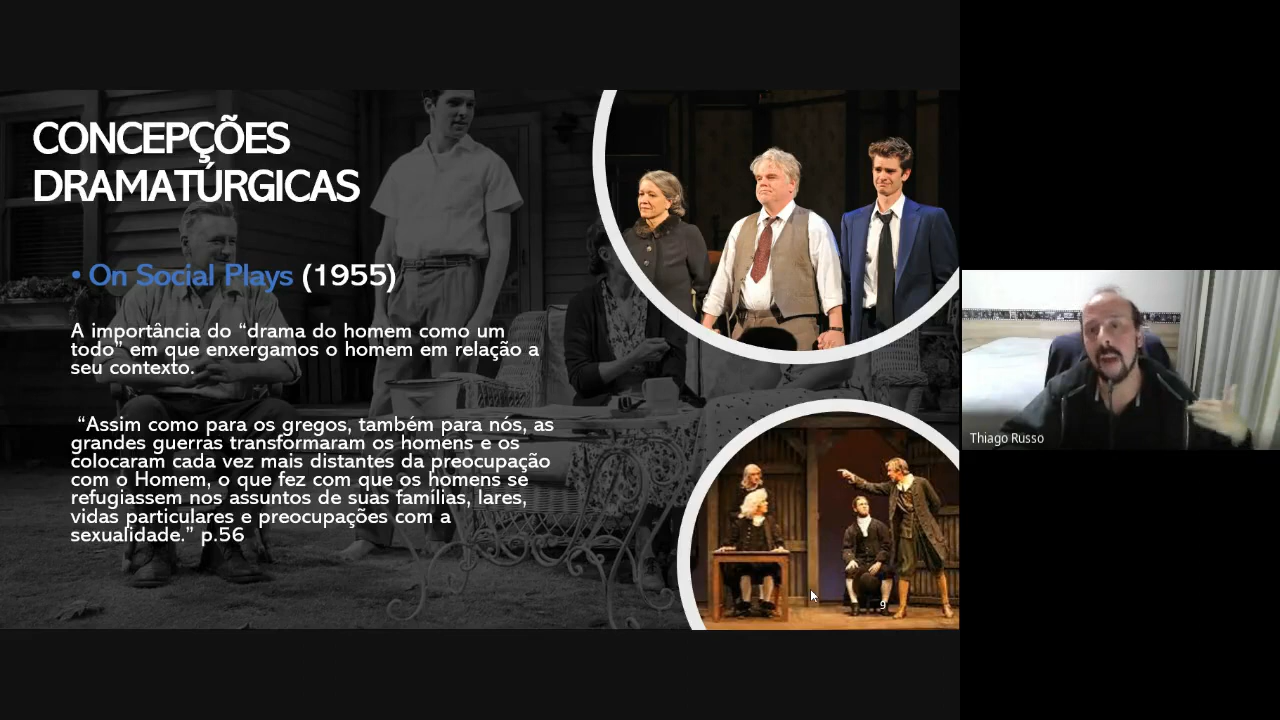 CONCEPÇÕES
DRAMATÚRGICAS
• On Social Plays (1955)
A importância do “drama do homem como um
todo” em que enxergamos o homem em relação a
seu contexto.
“Assim como para os gregos, também para nós, as
grandes guerras transformaram os homens e os
colocaram cada vez mais distantes da preocupação
com o Homem, o que fez com que os homens se
refugiassem nos assuntos de suas famílias, lares,
vidas particulares e preocupações com a
sexualidade.” p.56
9
Thiago Russo